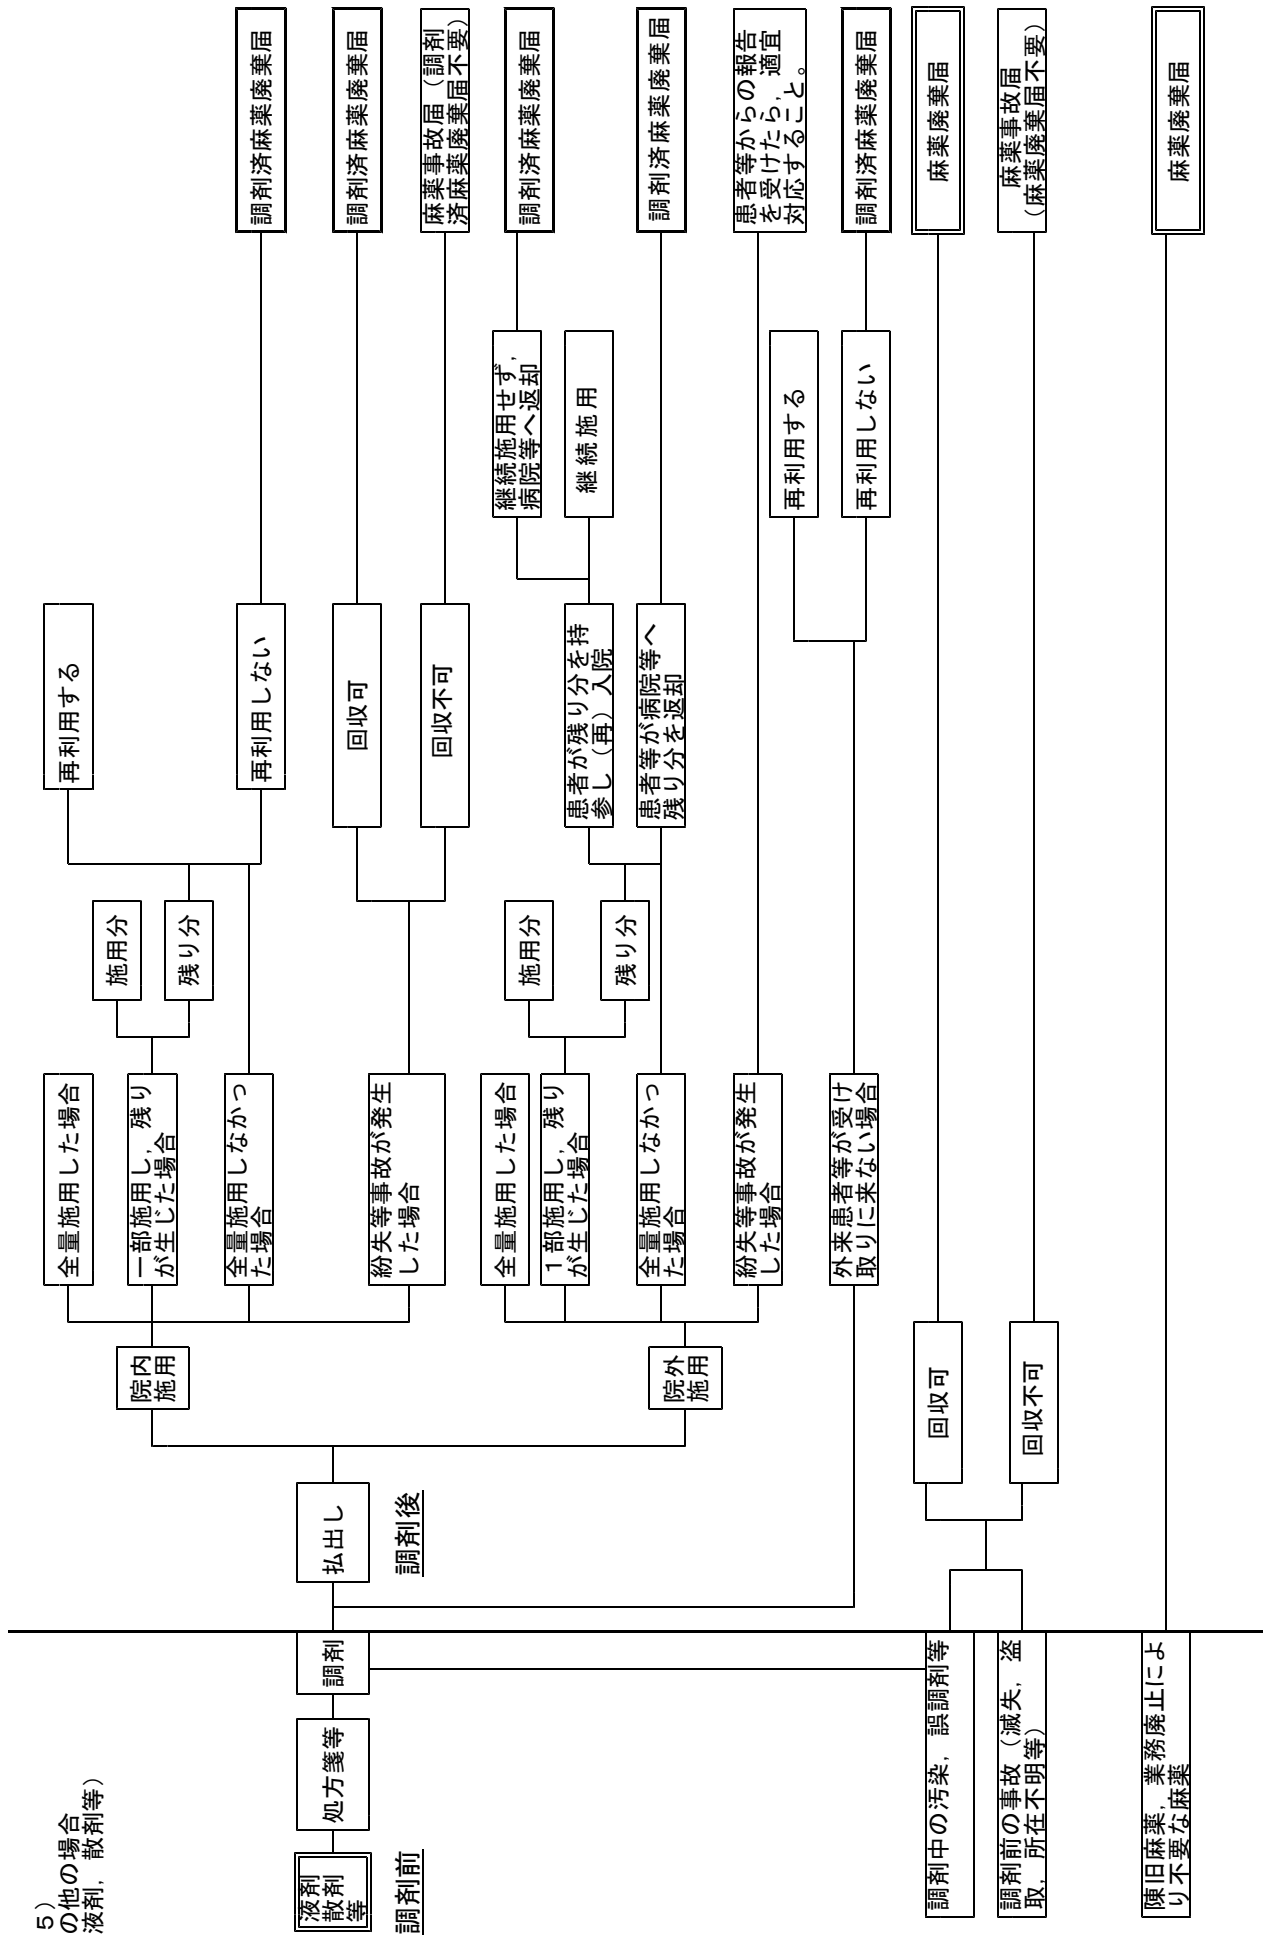 ５）
の他の場合
液剤，散剤等）
液剤
散剤
等
調剤前
処方箋等
調剤
払出し
調剤後
院内
施用
全量施用した場合
一部施用し，残り
が生じた場合
施用分
残り分
全量施用しなかっ
た場合
再利用する
再利用しない
調剤済麻薬廃棄届
紛失等事故が発生
した場合
回収可
調剤済麻薬廃棄届
回収不可
麻薬事故届（調剤
済麻薬廃棄届不要）
院外
施用
全量施用した場合
１部施用し，残り
が生じた場合
施用分
残り分
全量施用しなかっ
た場合
患者が残り分を持
参し（再）入院
継続施用せず，
病院等へ返却
調剤済麻薬廃棄届
継続施用
患者等が病院等へ
残り分を返却
調剤済麻薬廃棄届
紛失等事故が発生
した場合
患者等からの報告
を受けたら，適宜
対応すること。
外来患者等が受け
取りに来ない場合
再利用する
再利用しない
調剤済麻薬廃棄届
調剤中の汚染，誤調剤等
調剤前の事故（滅失，盗
取，所在不明等）
回収可
麻薬廃棄届
回収不可
麻薬事故届
（麻薬廃棄届不要）
陳旧麻薬，業務廃止によ
り不要な麻薬
麻薬廃棄届